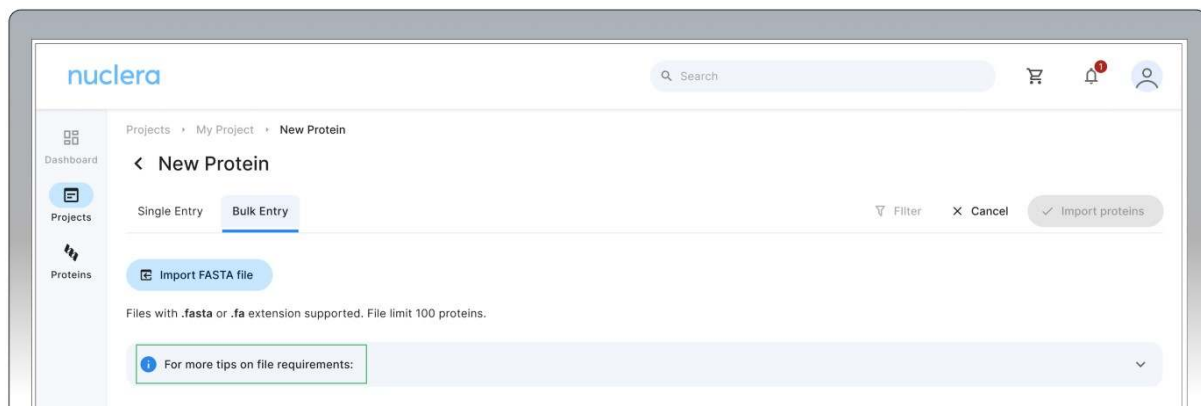 nuclera
Search
1
Dashboard
Projects
Proteins
Projects › My Project › New Protein
New Protein
Single Entry Bulk Entry Filter Cancel Import proteins
Import FASTA file
Files with .fasta or .fa extension supported. File limit 100 proteins.
For more tips on file requirements: